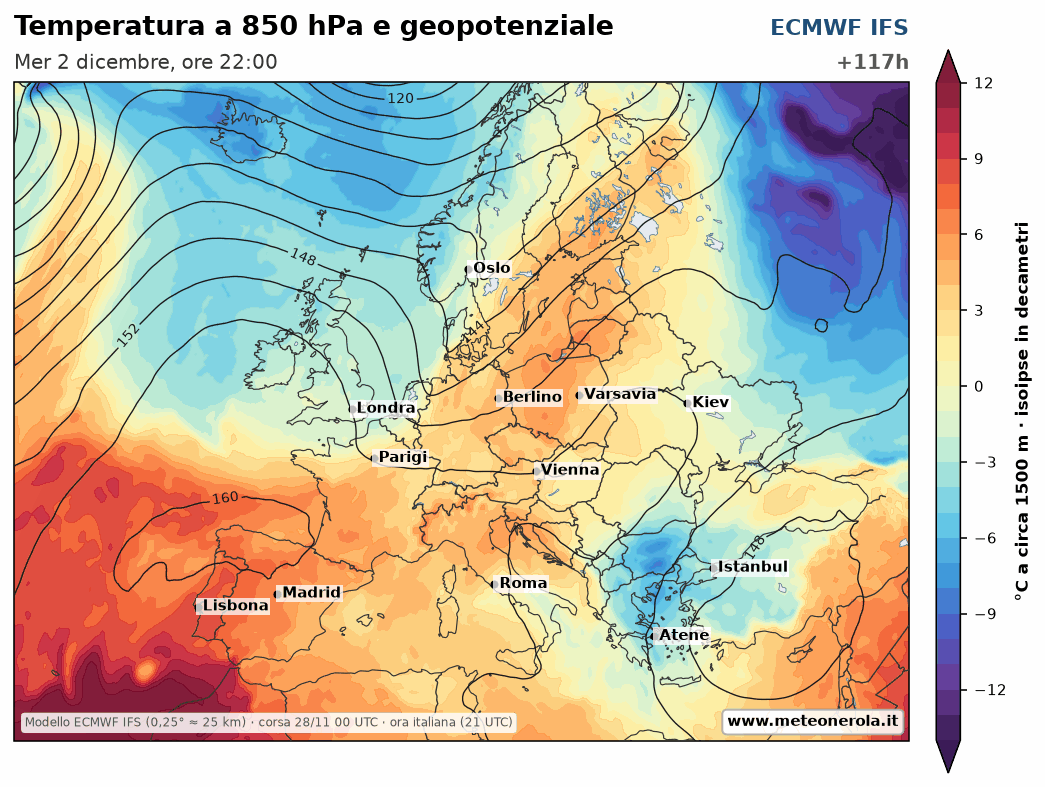 Temperatura a 850 hPa e geopotenziale
ECMWF IFS
Mer 2 dicembre, ore 22:00
+117h
120
148
152
144
160
148
Oslo
Londra
Berlino
Varsavia
Kiev
Parigi
Vienna
Roma
Istanbul
Madrid
Lisbona
Atene
12
9
6
3
0
−3
−6
−9
−12
°C a circa 1500 m · isoipse in decametri
Modello ECMWF IFS (0,25° ≈ 25 km) · corsa 28/11 00 UTC · ora italiana (21 UTC)
www.meteonerola.it